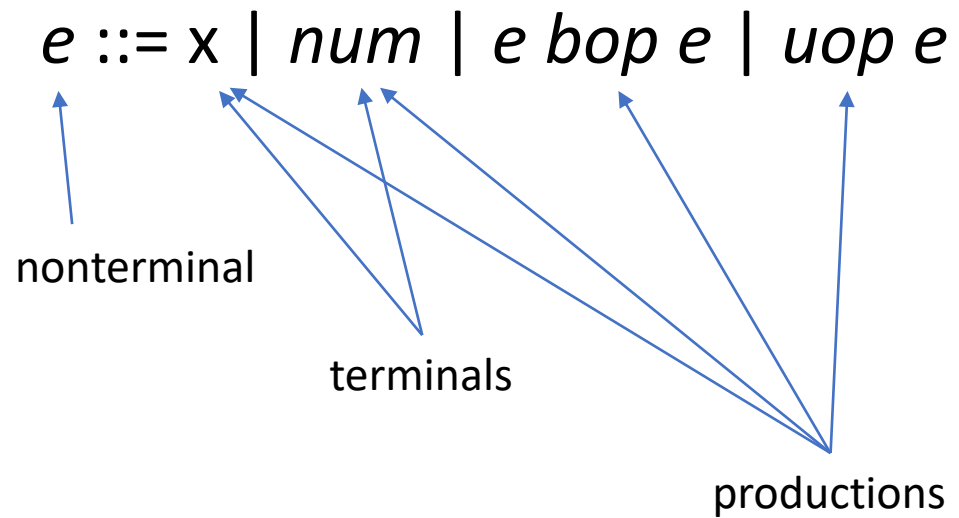 e ::= x | num | e bop e | uop e
nonterminal
terminals
productions